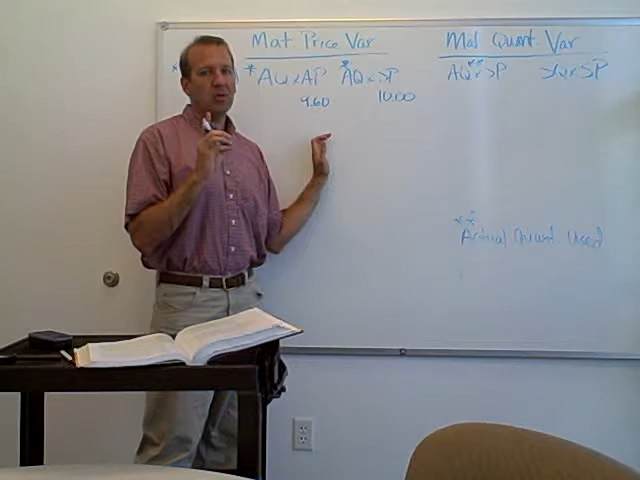 Mat Price Var
Mat Quant. Var
* AQ x AP * AQ x SP
AQ** x SP SQ x SP
9.60 10.00
**
Actual Quant. Used